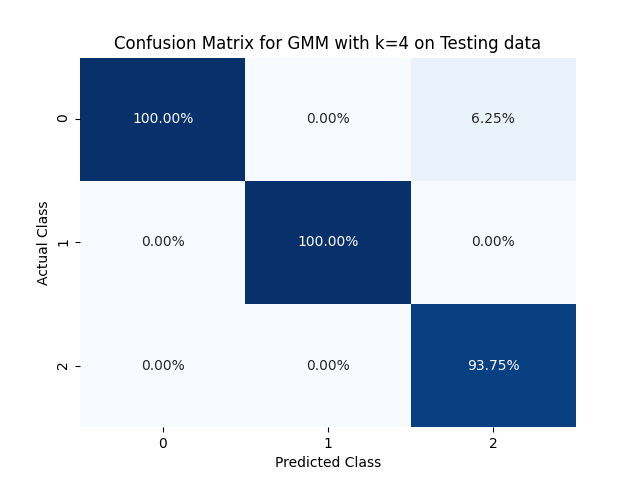 Confusion Matrix for GMM with k=4 on Testing data
0 100.00% 0.00% 6.25%
Actual Class
1 0.00% 100.00% 0.00%
2 0.00% 0.00% 93.75%
0 1 2
Predicted Class